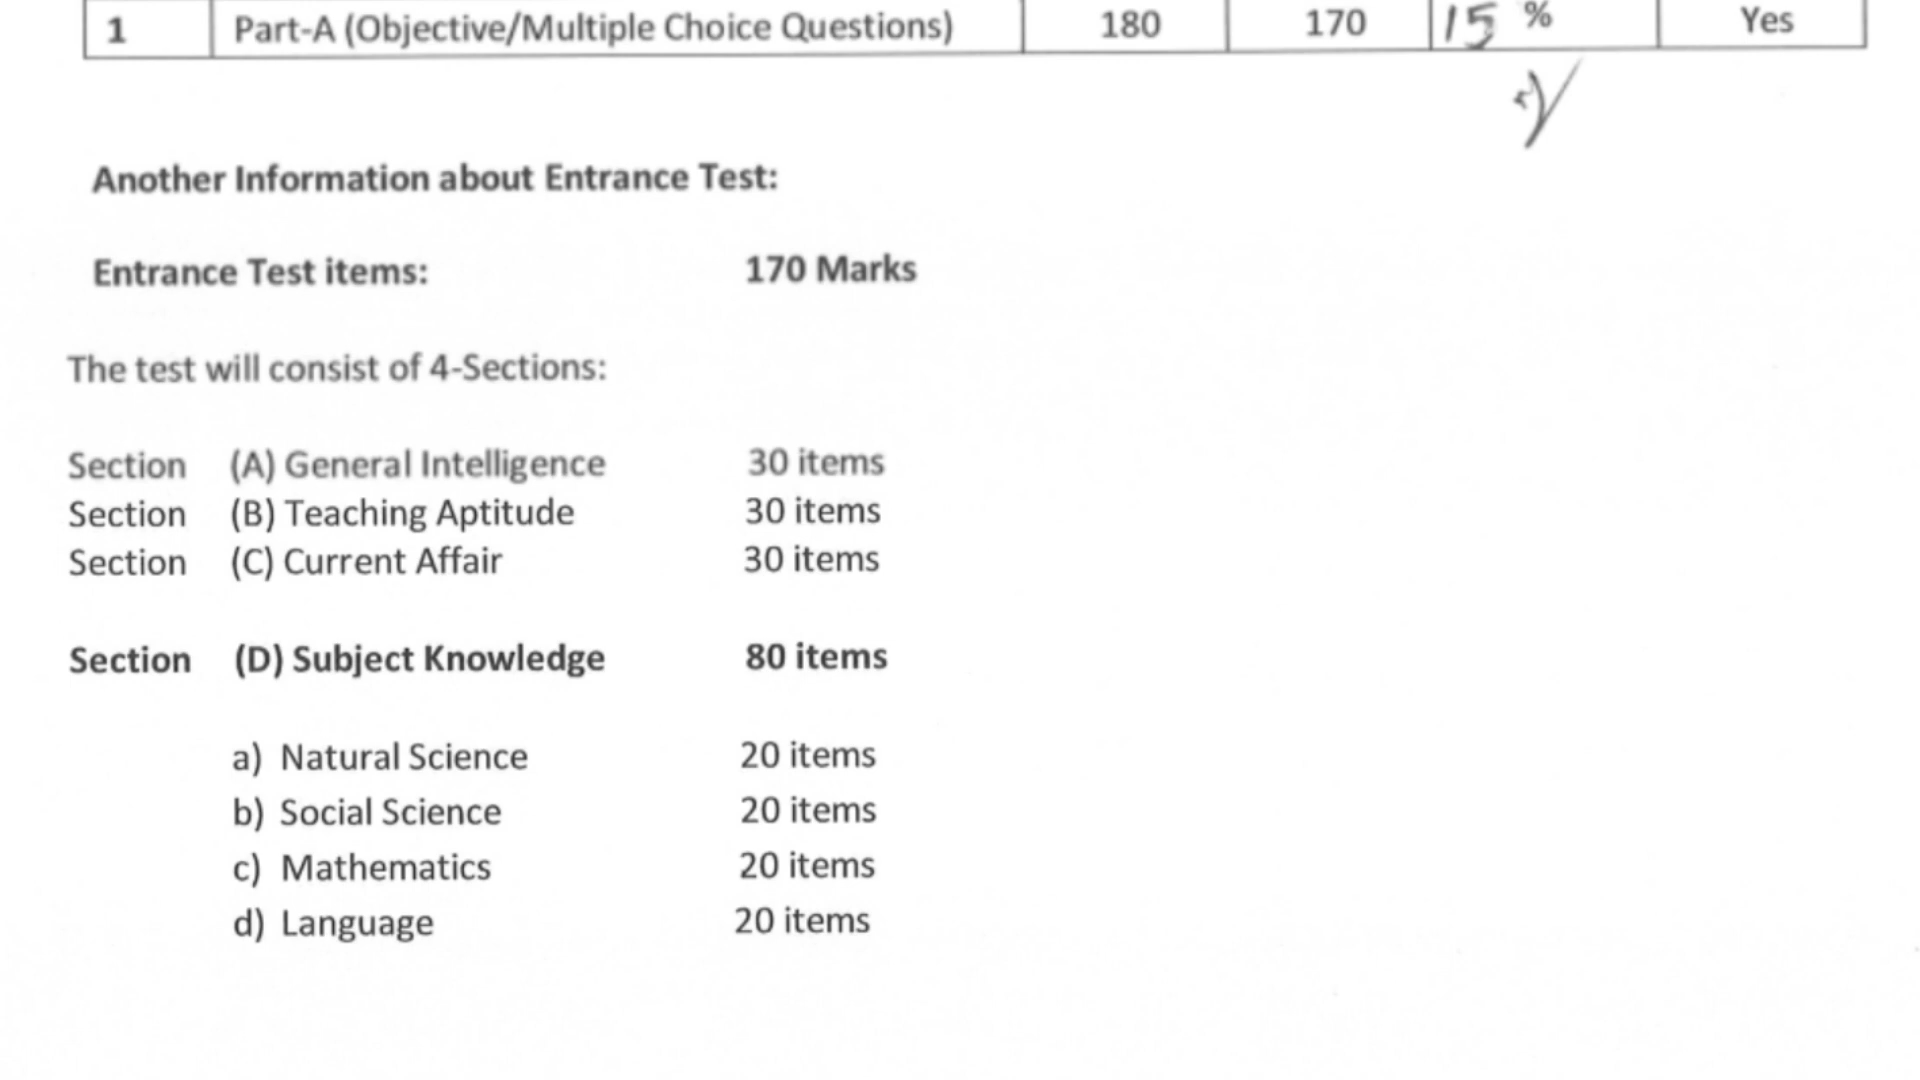 1 Part-A (Objective/Multiple Choice Questions) 180 170 15 % Yes
Another Information about Entrance Test:
Entrance Test items: 170 Marks
The test will consist of 4-Sections:
Section (A) General Intelligence 30 items
Section (B) Teaching Aptitude 30 items
Section (C) Current Affair 30 items
Section (D) Subject Knowledge 80 items
a) Natural Science 20 items
b) Social Science 20 items
c) Mathematics 20 items
d) Language 20 items